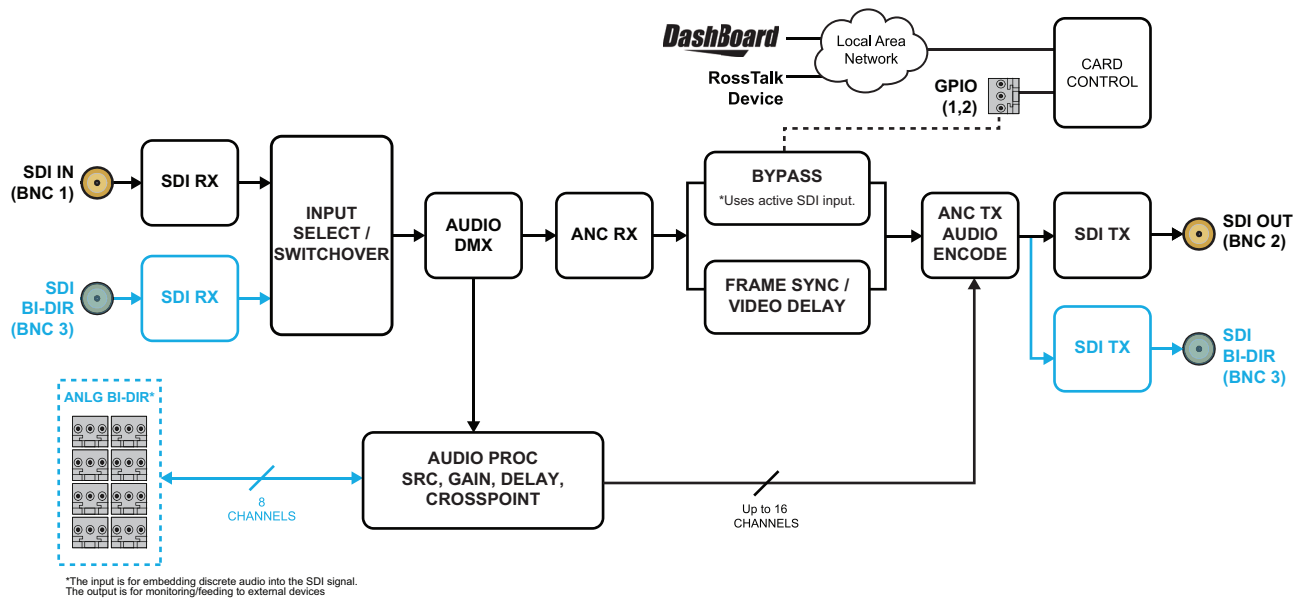 DashBoard
Local Area
Network
RossTalk
Device
GPIO
(1,2)
CARD
CONTROL
SDI IN
(BNC 1)
SDI RX
INPUT
SELECT /
SWITCHOVER
AUDIO
DMX
ANC RX
BYPASS
*Uses active SDI input.
FRAME SYNC /
VIDEO DELAY
ANC TX
AUDIO
ENCODE
SDI TX
SDI OUT
(BNC 2)
SDI
BI-DIR
(BNC 3)
SDI RX
SDI TX
SDI
BI-DIR
(BNC 3)
ANLG BI-DIR*
8
CHANNELS
AUDIO PROC
SRC, GAIN, DELAY,
CROSSPOINT
Up to 16
CHANNELS
*The input is for embedding discrete audio into the SDI signal.
The output is for monitoring/feeding to external devices